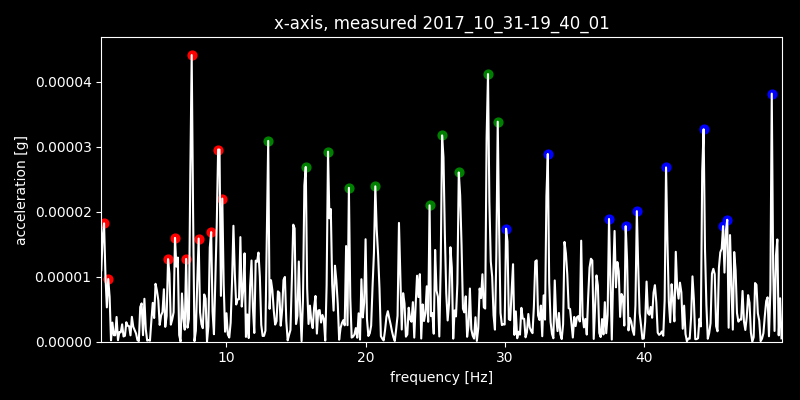 x-axis, measured 2017_10_31-19_40_01
0.00004
0.00003
0.00002
0.00001
0.00000
acceleration [g]
10 20 30 40
frequency [Hz]